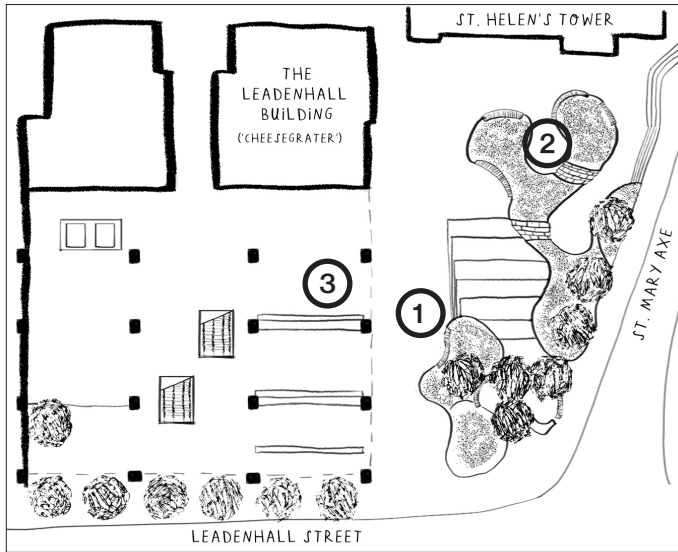 ST. HELEN'S TOWER
THE
LEADENHALL
BUILDING
('CHEESEGRATER')
2
3
1
ST. MARY AXE
LEADENHALL STREET